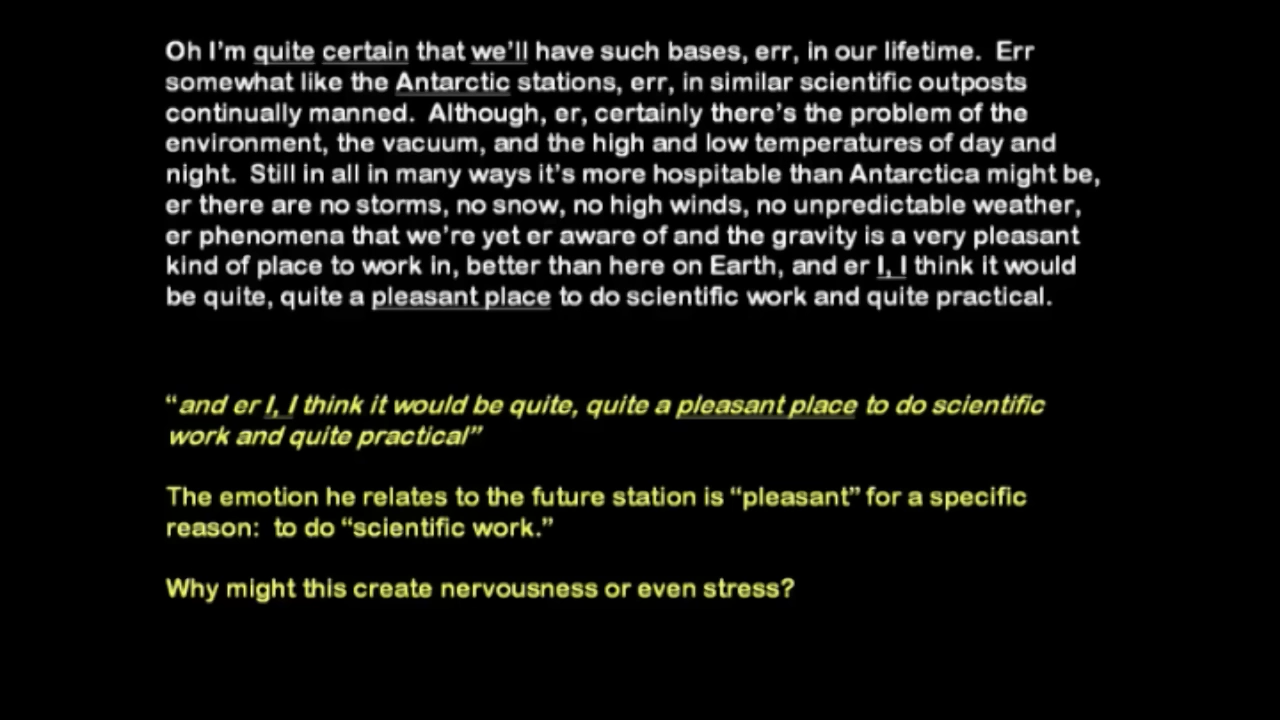 Oh I'm quite certain that we'll have such bases, err, in our lifetime.  Err
somewhat like the Antarctic stations, err, in similar scientific outposts
continually manned.  Although, er, certainly there's the problem of the
environment, the vacuum, and the high and low temperatures of day and
night.  Still in all in many ways it's more hospitable than Antarctica might be,
er there are no storms, no snow, no high winds, no unpredictable weather,
er phenomena that we're yet er aware of and the gravity is a very pleasant
kind of place to work in, better than here on Earth, and er I, I think it would
be quite, quite a pleasant place to do scientific work and quite practical.
“and er I, I think it would be quite, quite a pleasant place to do scientific
work and quite practical”
The emotion he relates to the future station is “pleasant” for a specific
reason:  to do “scientific work.”
Why might this create nervousness or even stress?